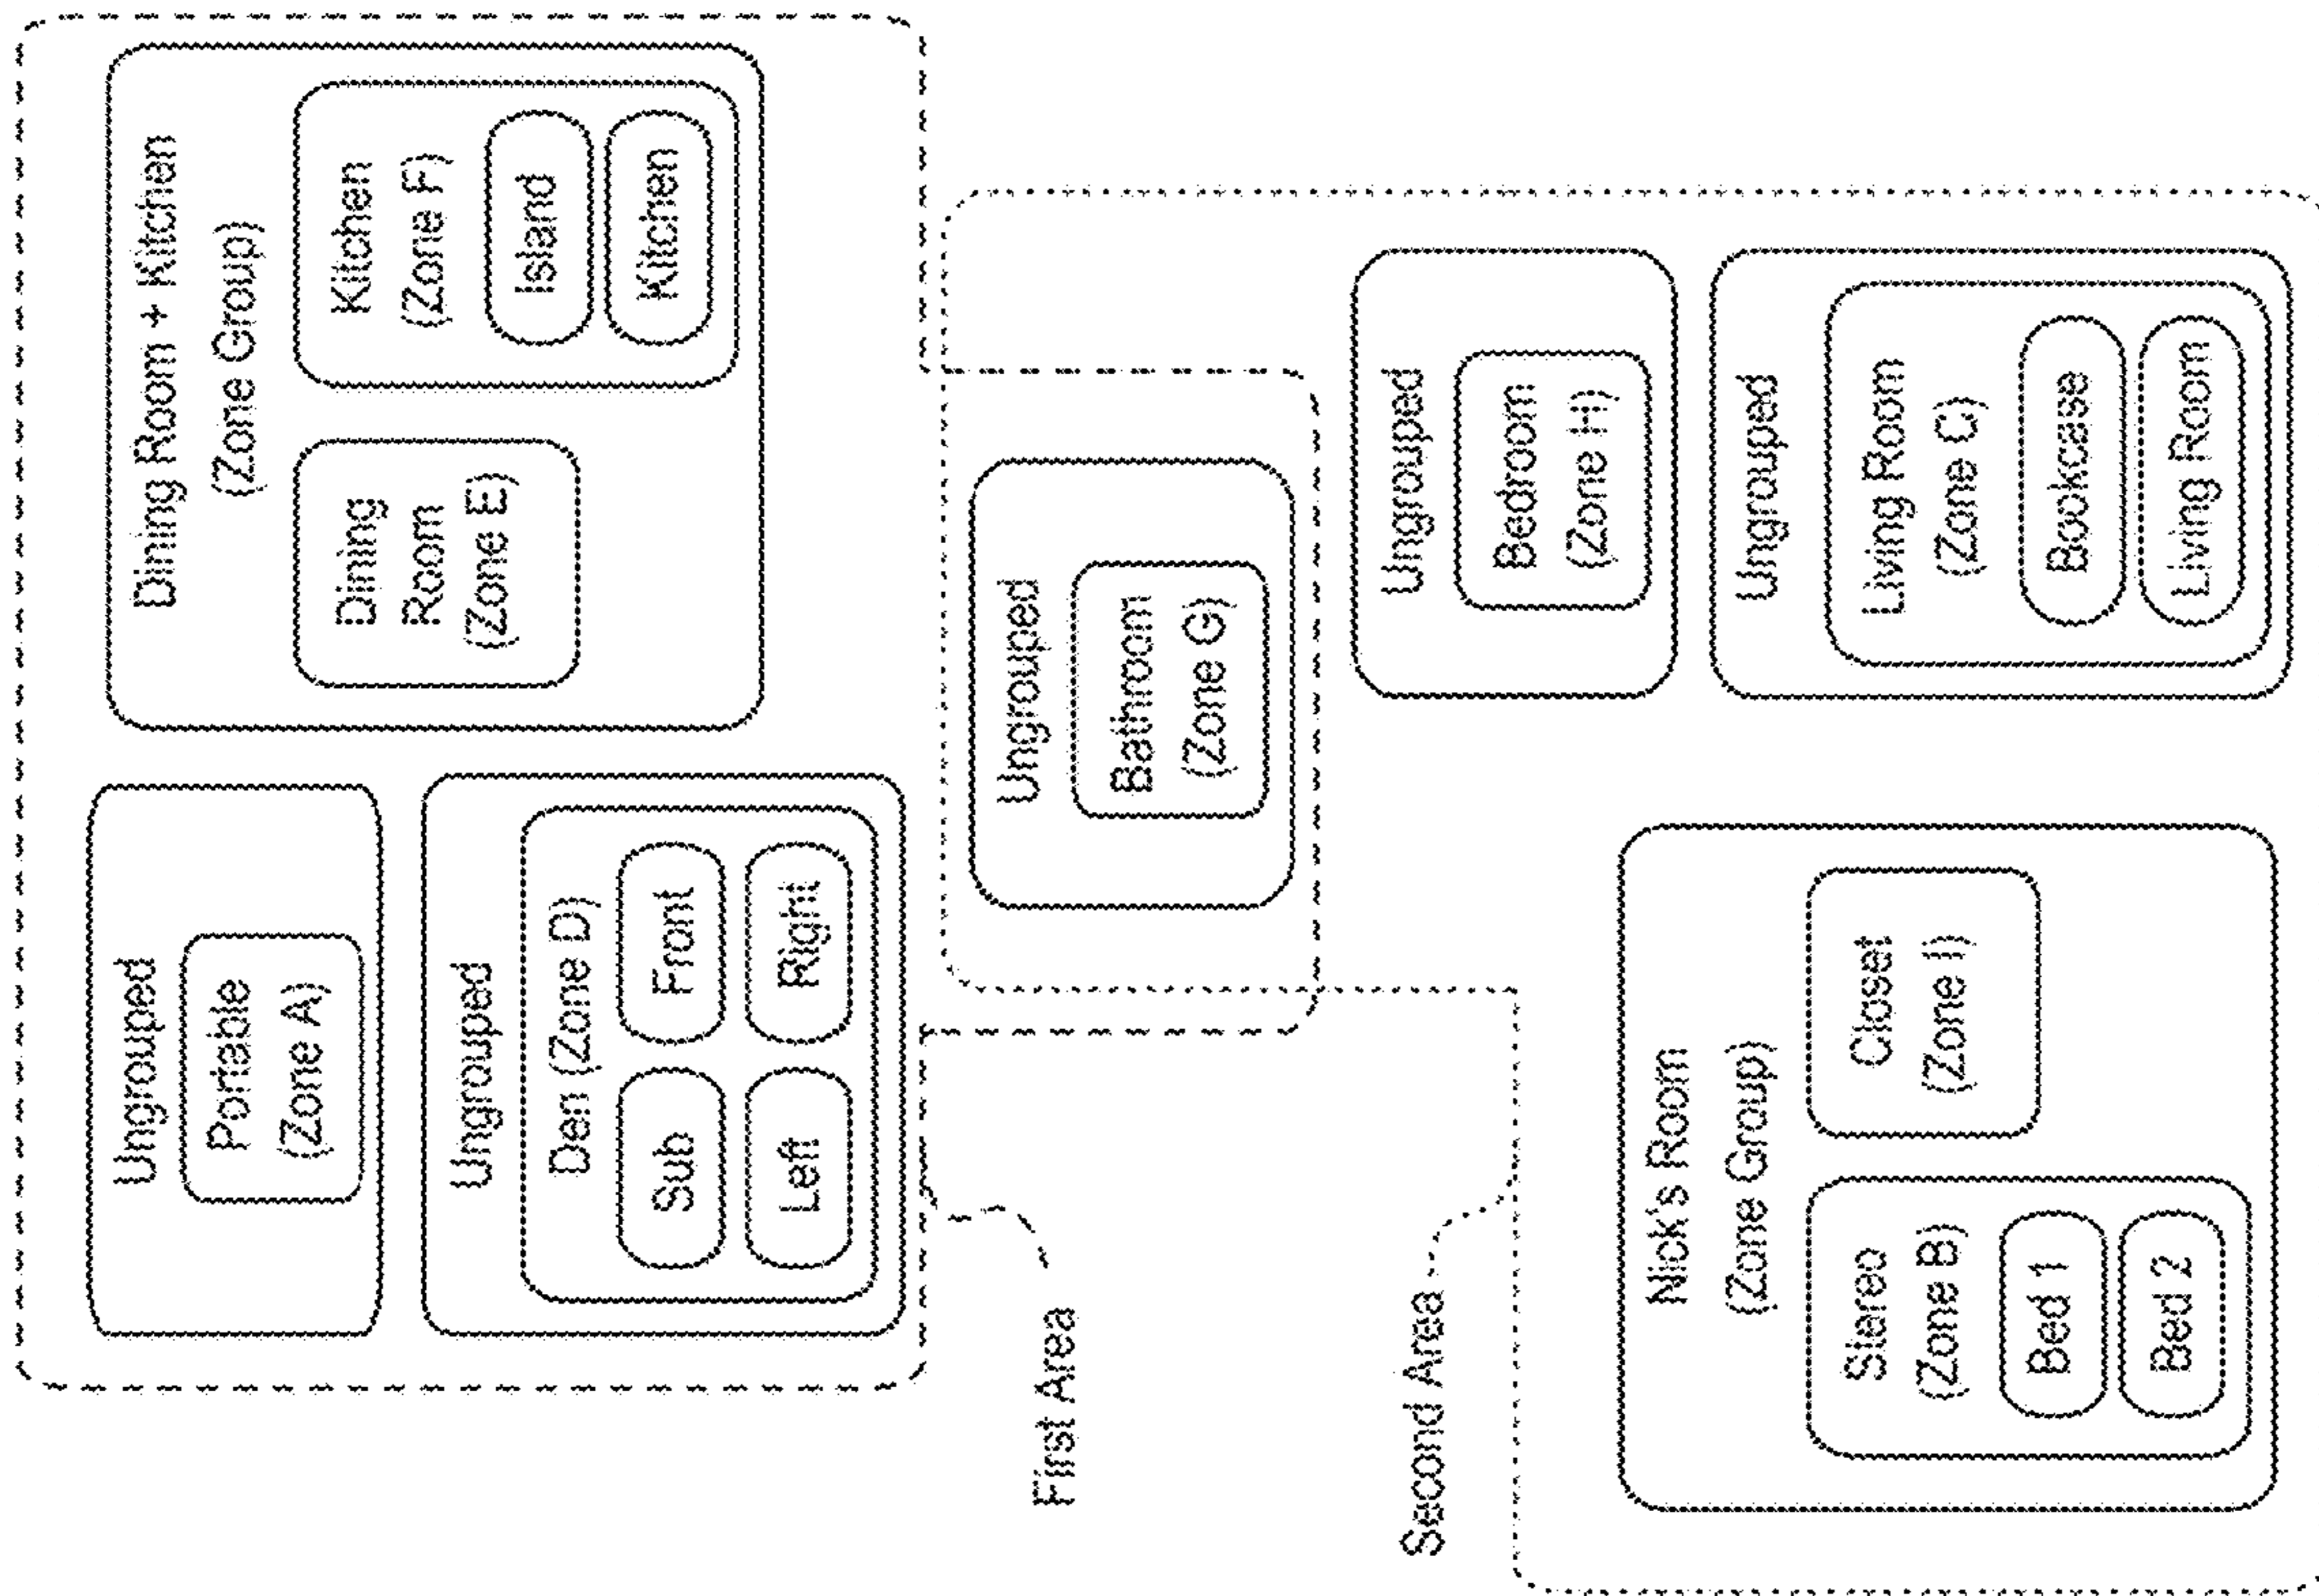 Ungrouped
Portable
(Zone A)
Ungrouped
Den (Zone D)
Sub
Front
Left
Right
Dining Room + Kitchen
(Zone Group)
Dining
Room
(Zone E)
Kitchen
(Zone F)
Island
Kitchen
First Area
Ungrouped
Bathroom
(Zone G)
Second Area
Ungrouped
Bedroom
(Zone H)
Nick's Room
(Zone Group)
Stereo
(Zone B)
Bed 1
Bed 2
Closet
(Zone I)
Ungrouped
Living Room
(Zone C)
Bookcase
Living Room